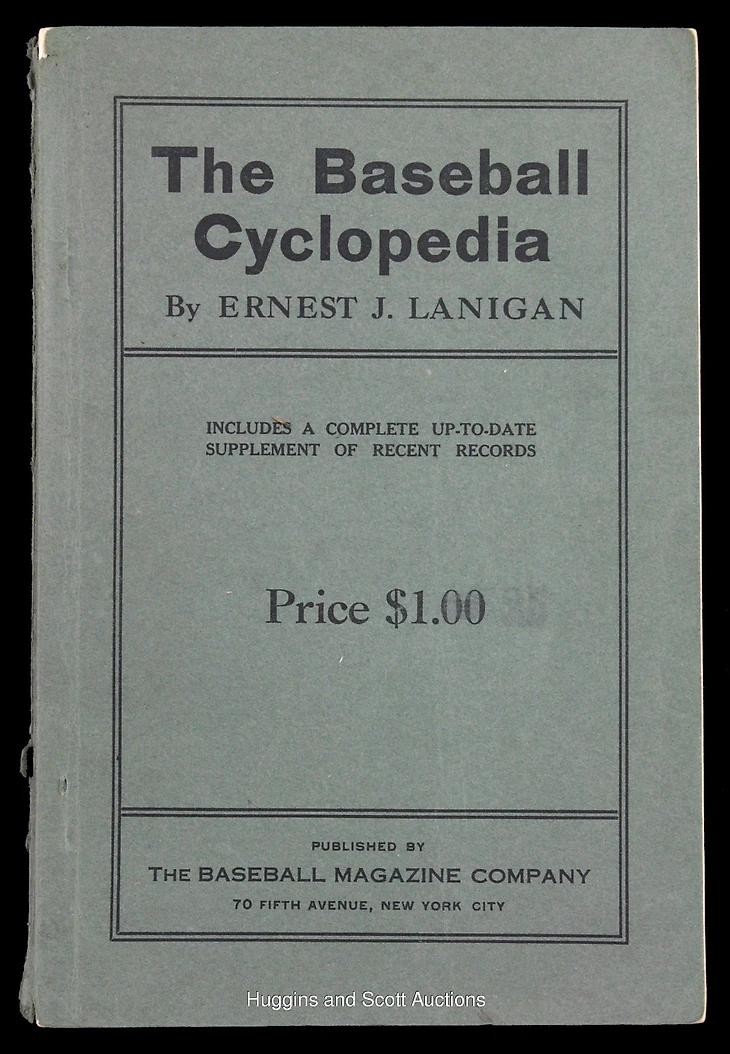 The Baseball
Cyclopedia
By ERNEST J. LANIGAN
INCLUDES A COMPLETE UP-TO-DATE
SUPPLEMENT OF RECENT RECORDS
Price $1.00
PUBLISHED BY
THE BASEBALL MAGAZINE COMPANY
70 FIFTH AVENUE, NEW YORK CITY
Huggins and Scott Auctions